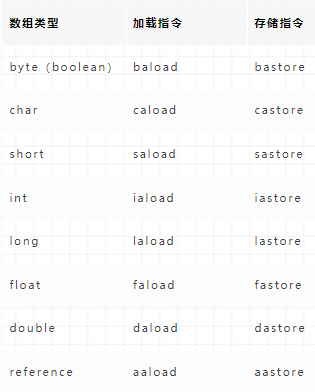 数组类型 加载指令 存储指令
byte (boolean) baload bastore
char caload castore
short saload sastore
int iaload iastore
long laload lastore
float faload fastore
double daload dastore
reference aaload aastore